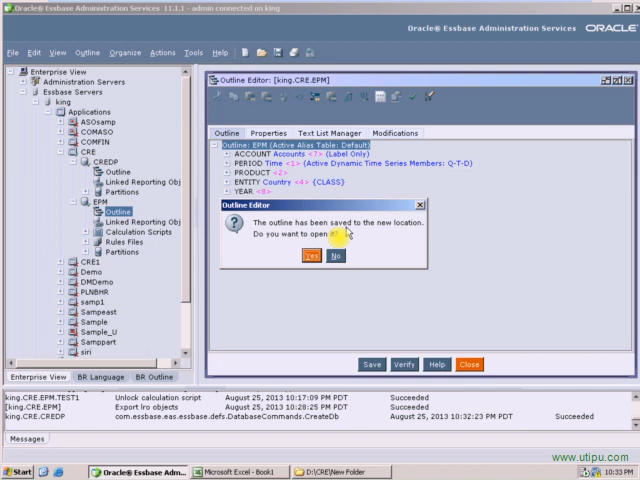 Oracle® Essbase Administration Services 11.1.1 - admin connected on king
Oracle® Essbase Administration Services ORACLE
File Edit View Outline Organize Actions Tools Help
Enterprise View
Administration Servers
Essbase Servers
king
Applications
ASOsamp
COMASO
COMFIN
CRE
CREDP
Outline
Linked Reporting Obj
Partitions
EPM
Outline
Linked Reporting Obj
Calculation Scripts
Rules Files
Partitions
CRE1
Demo
DMDemo
PLNBHR
samp1
Sampeast
Sample
Sample_U
Samppart
siri
Enterprise View BR Language BR Outline
Outline Editor: [king.CRE.EPM]
Outline Properties Text List Manager Modifications
Outline: EPM (Active Alias Table: Default)
ACCOUNT Accounts <7> (Label Only)
PERIOD Time <1> (Active Dynamic Time Series Members: Q-T-D)
PRODUCT <2>
ENTITY Country <4> {CLASS}
YEAR <8>
Outline Editor
The outline has been saved to the new location.
Do you want to open it?
Yes No
Save Verify Help Close
king.CRE.EPM.TEST1 Unlock calculation script August 25, 2013 10:17:09 PM PDT Succeeded
[king.CRE.EPM] Export lro objects August 25, 2013 10:28:25 PM PDT Succeeded
king.CRE.CREDP com.essbase.eas.essbase.defs.DatabaseCommands.CreateDb August 25, 2013 10:32:23 PM PDT Succeeded
Messages
www.utipu.com
Start Oracle® Essbase Adm... Microsoft Excel - Book1 D:\CRE\New Folder 10:33 PM